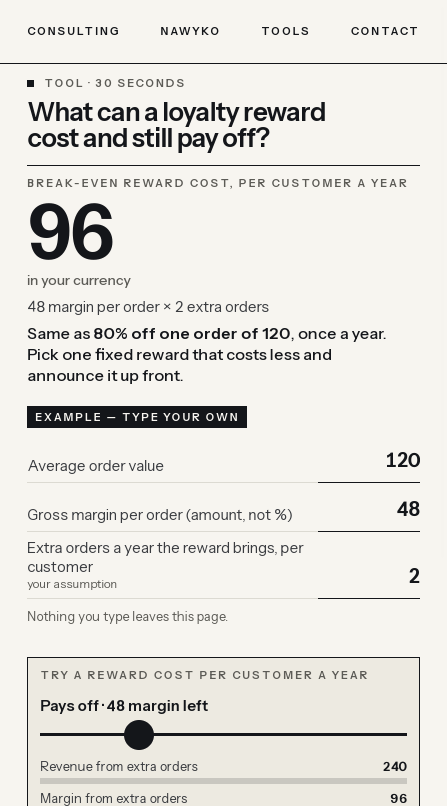 CONSULTING NAWYKO TOOLS CONTACT
TOOL · 30 SECONDS
What can a loyalty reward
cost and still pay off?
BREAK-EVEN REWARD COST, PER CUSTOMER A YEAR
96
in your currency
48 margin per order × 2 extra orders
Same as 80% off one order of 120, once a year.
Pick one fixed reward that costs less and
announce it up front.
EXAMPLE — TYPE YOUR OWN
Average order value 120
Gross margin per order (amount, not %) 48
Extra orders a year the reward brings, per
customer
your assumption 2
Nothing you type leaves this page.
TRY A REWARD COST PER CUSTOMER A YEAR
Pays off · 48 margin left
Revenue from extra orders 240
Margin from extra orders 96